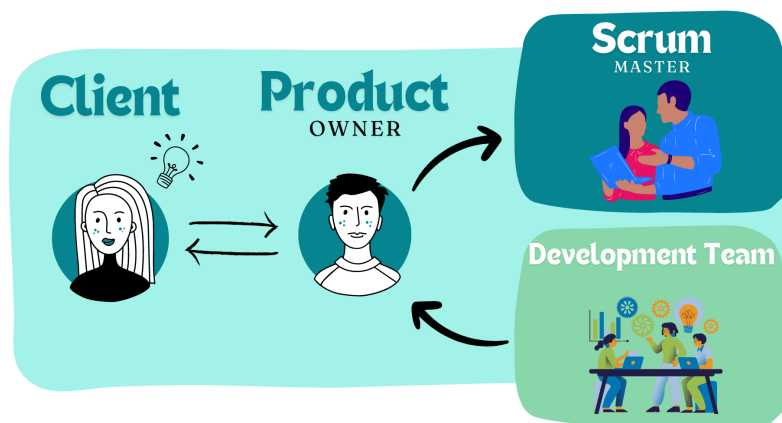 Client
Product
OWNER
Scrum
MASTER
Development Team